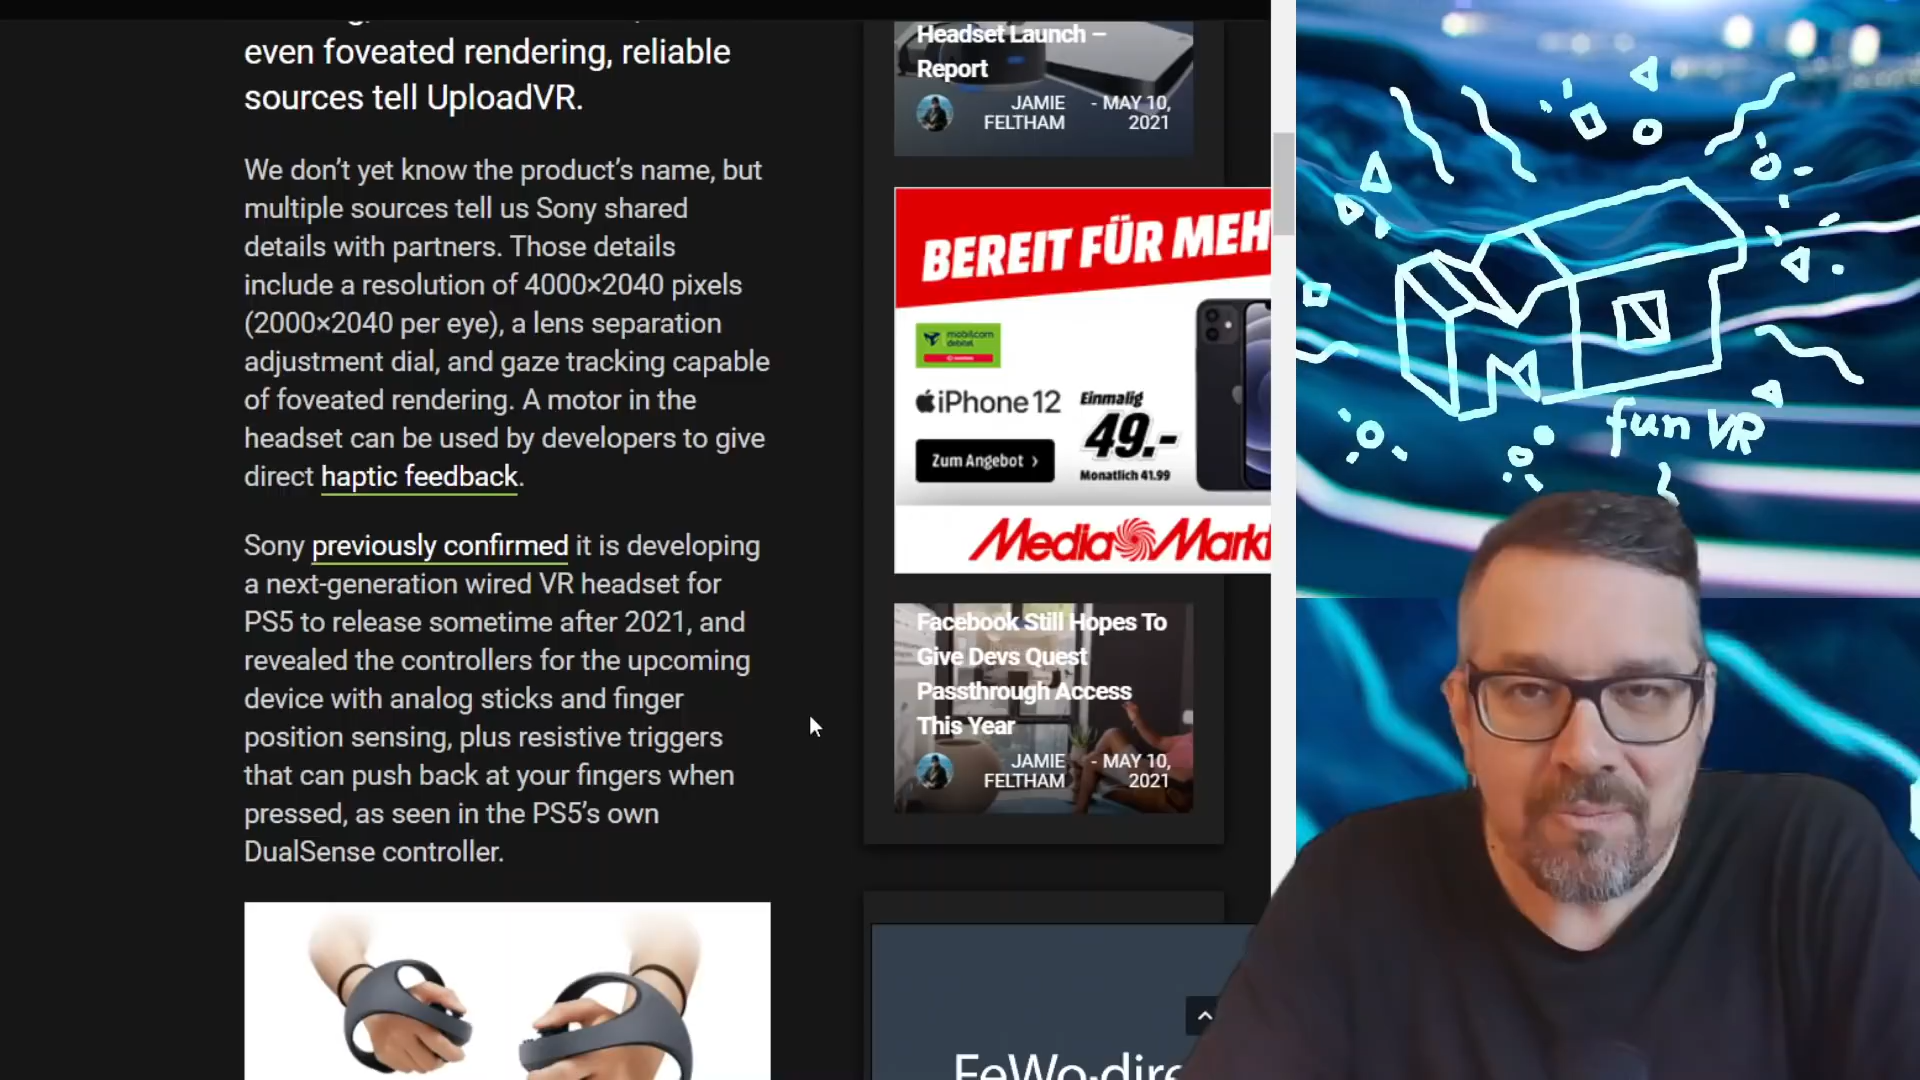 even foveated rendering, reliable
sources tell UploadVR.
We don’t yet know the product’s name, but
multiple sources tell us Sony shared
details with partners. Those details
include a resolution of 4000×2040 pixels
(2000×2040 per eye), a lens separation
adjustment dial, and gaze tracking capable
of foveated rendering. A motor in the
headset can be used by developers to give
direct haptic feedback.
Sony previously confirmed it is developing
a next-generation wired VR headset for
PS5 to release sometime after 2021, and
revealed the controllers for the upcoming
device with analog sticks and finger
position sensing, plus resistive triggers
that can push back at your fingers when
pressed, as seen in the PS5’s own
DualSense controller.
Headset Launch –
Report
JAMIE FELTHAM - MAY 10, 2021
BEREIT FÜR MEH
mobilcom
debitel
iPhone 12
Einmalig
49.-
Zum Angebot ›
Monatlich 41.99
MediaMarkt
Facebook Still Hopes To
Give Devs Quest
Passthrough Access
This Year
JAMIE FELTHAM - MAY 10, 2021
FeWo-dire
fun VR